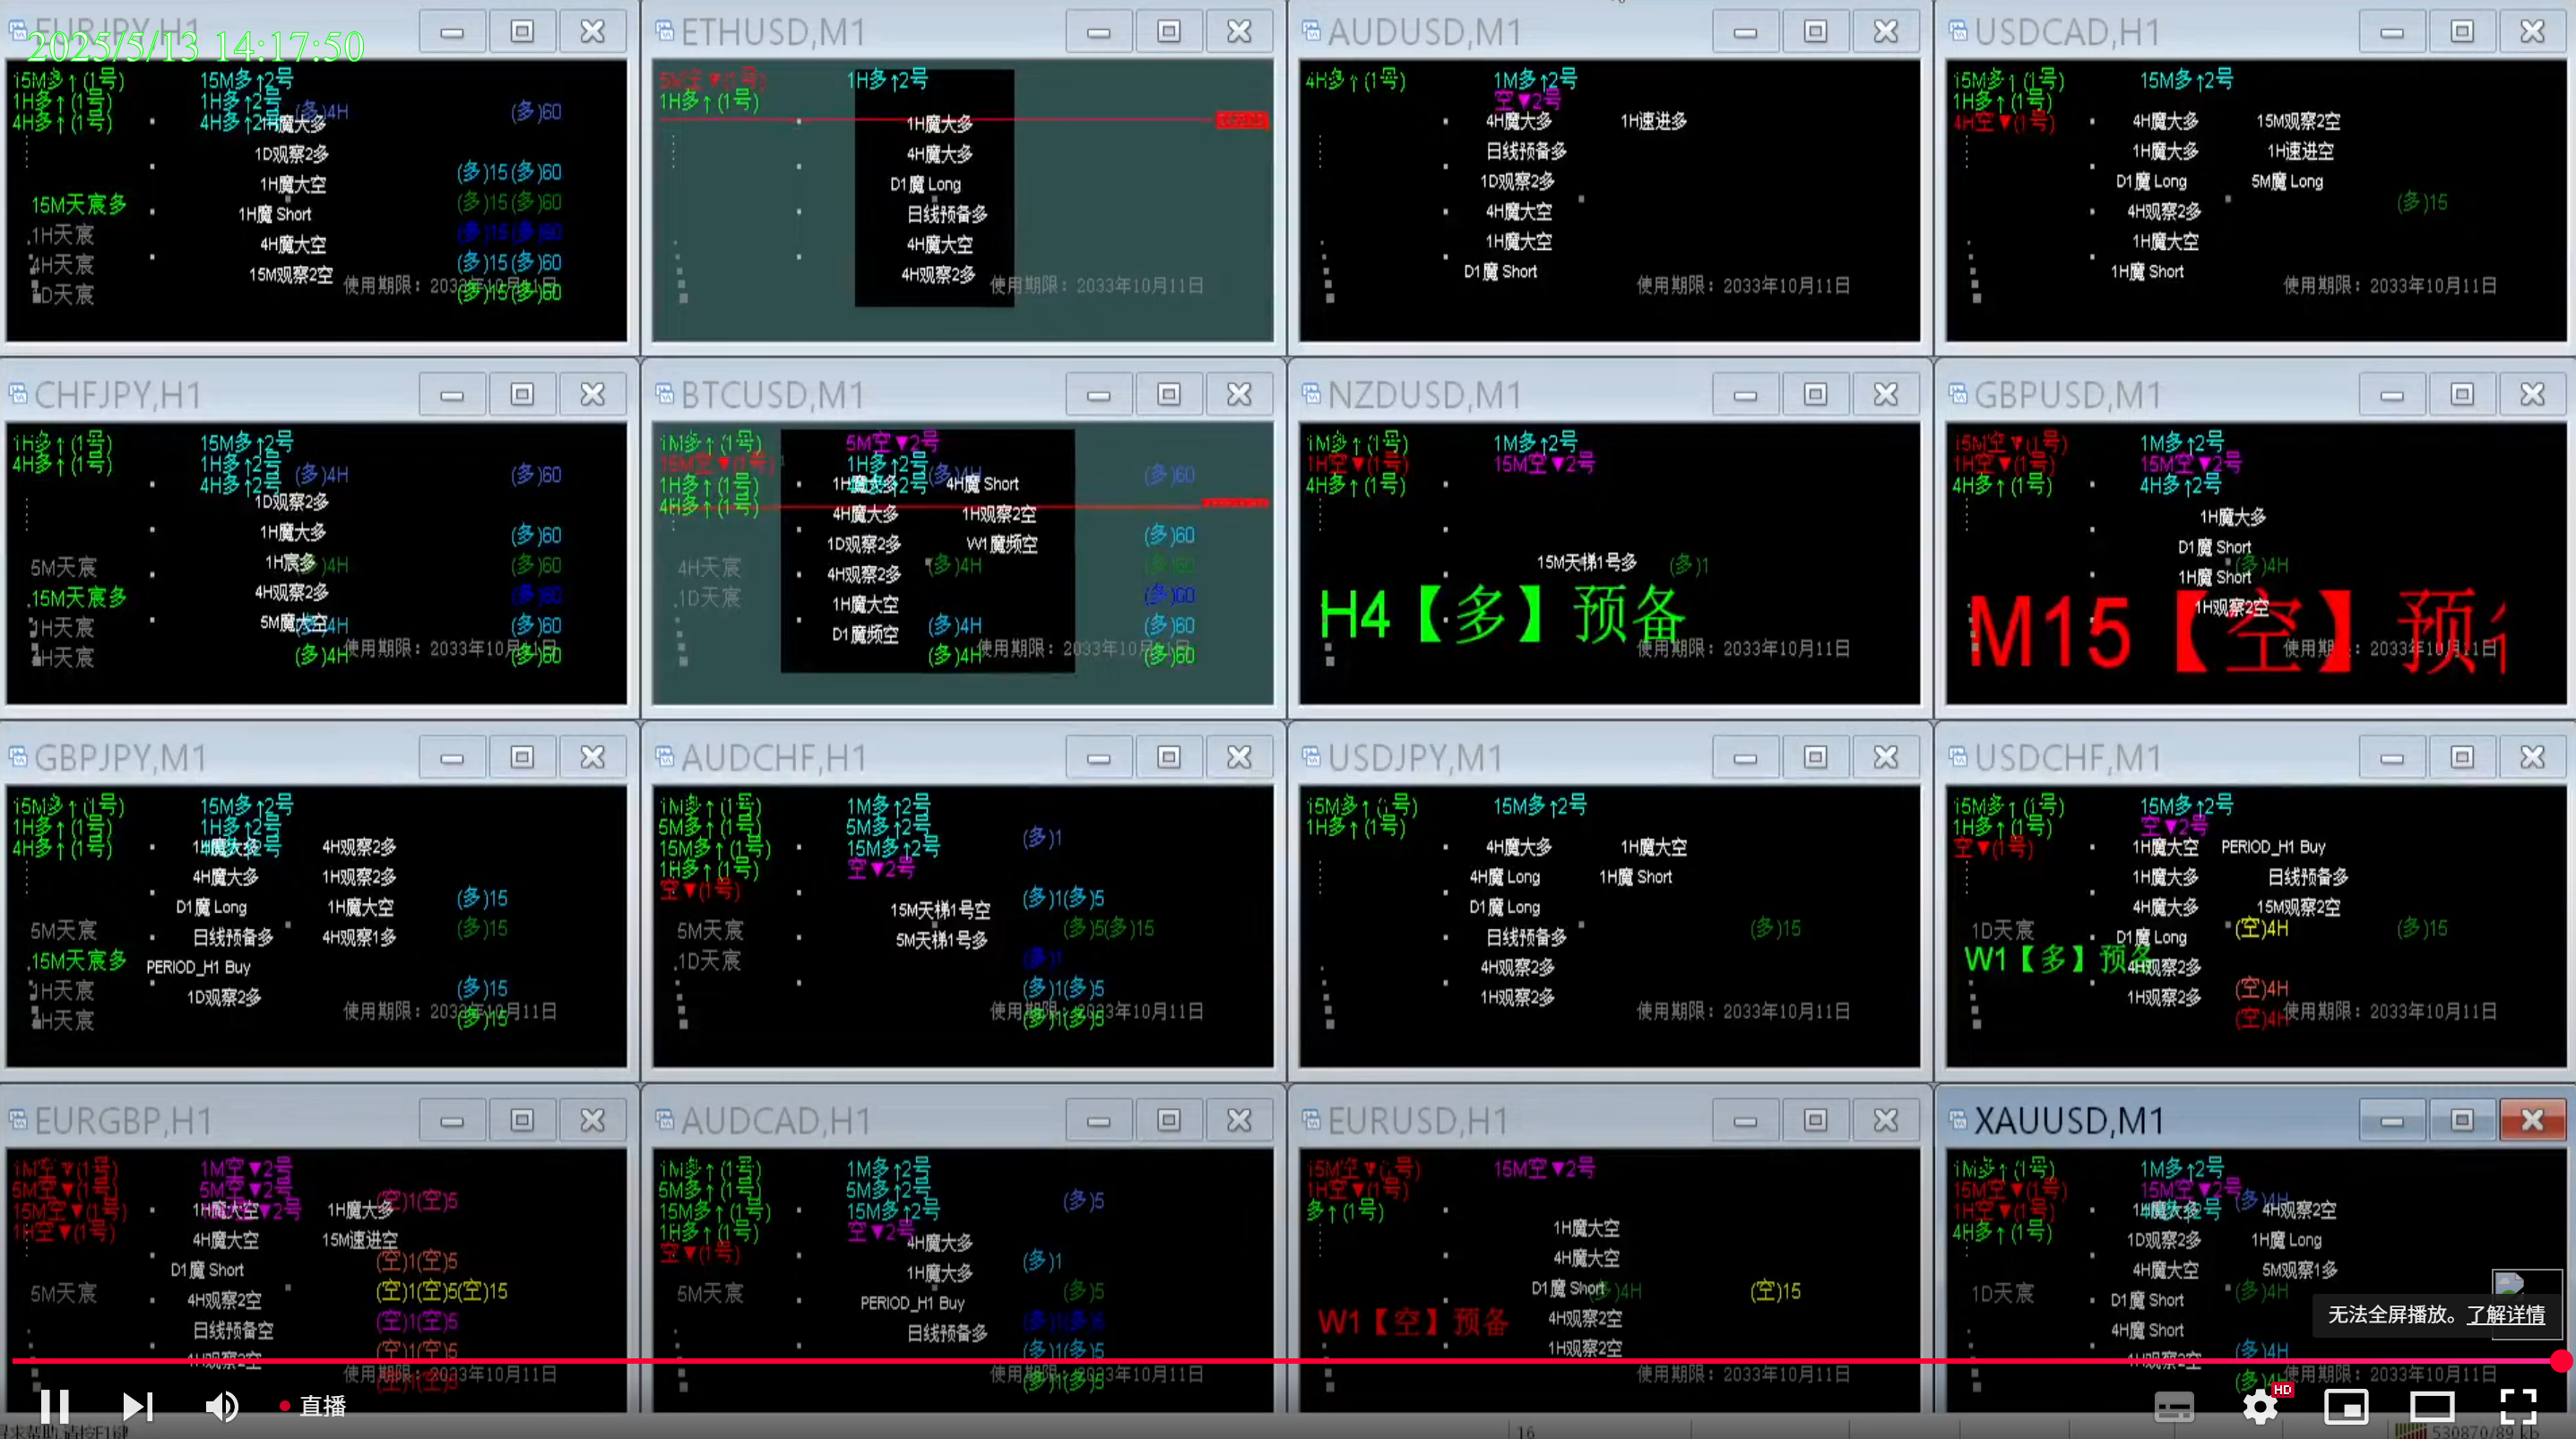 EURJPY,H1
2025/5/13 14:17:50
15M多↑(1号) 15M多↑2号
1H多↑(1号) 1H多↑2号 (多)4H (多)60
4H多↑(1号) 4H多↑2号 1H魔大多
1D观察2多
(多)15(多)60
1H魔大空
15M天宸多 (多)15(多)60
1H魔 Short
1H天宸 (多)15(多)60
4H魔大空
4H天宸 (多)15(多)60
15M观察2空
1D天宸 (多)15(多)60
使用期限：2033年10月11日
ETHUSD,M1
5M空▼(1号) 1H多↑2号
1H多↑(1号)
1H魔大多
4H魔大多
D1魔 Long
日线预备多
4H魔大空
4H观察2多
使用期限：2033年10月11日
AUDUSD,M1
4H多↑(1号) 1M多↑2号
空▼2号
4H魔大多 1H速进多
日线预备多
1D观察2多
4H魔大空
1H魔大空
D1魔 Short
使用期限：2033年10月11日
USDCAD,H1
15M多↑(1号) 15M多↑2号
1H多↑(1号)
4H空▼(1号)
4H魔大多 15M观察2空
1H魔大多 1H速进空
D1魔 Long 5M魔 Long
4H观察2多 (多)15
1H魔大空
1H魔 Short
使用期限：2033年10月11日
CHFJPY,H1
1H多↑(1号) 15M多↑2号
4H多↑(1号) 1H多↑2号 (多)4H (多)60
4H多↑2号
1D观察2多
1H魔大多 (多)60
5M天宸 1H宸多 (多)4H (多)60
15M天宸多 4H观察2多 (多)60
1H天宸 5M魔大空 (多)4H (多)60
4H天宸 (多)4H (多)60
使用期限：2033年10月11日
BTCUSD,M1
1M多↑(1号) 5M空▼2号
15M空▼(1号) 1H多↑2号 (多)4H (多)60
1H多↑(1号) 4H多↑2号
4H多↑(1号)
1H魔大多 4H魔 Short
4H魔大多 1H观察2空 (多)60
1D观察2多 W1魔频空
4H天宸 4H观察2多 (多)4H (多)60
1D天宸 1H魔大空 (多)60
D1魔频空 (多)4H (多)60
(多)4H (多)60
使用期限：2033年10月11日
NZDUSD,M1
1M多↑(1号) 1M多↑2号
1H空▼(1号) 15M空▼2号
4H多↑(1号)
15M天梯1号多 (多)1
H4【多】预备
使用期限：2033年10月11日
GBPUSD,M1
15M空▼(1号) 1M多↑2号
1H空▼(1号) 15M空▼2号
4H多↑(1号) 4H多↑2号
1H魔大多
D1魔 Short
(多)4H
1H魔 Short
1H观察2空
M15【空】预
使用期限：2033年10月11日
GBPJPY,M1
15M多↑(1号) 15M多↑2号
1H多↑(1号) 1H多↑2号
4H多↑(1号) 4H多↑2号
1H魔大多 4H观察2多
4H魔大多 1H观察2多
(多)15
D1魔 Long 1H魔大空
5M天宸 日线预备多 4H观察1多 (多)15
15M天宸多 PERIOD_H1 Buy
1H天宸 1D观察2多 (多)15
4H天宸 (多)15
使用期限：2033年10月11日
AUDCHF,H1
1M多↑(1号) 1M多↑2号
5M多↑(1号) 5M多↑2号 (多)1
15M多↑(1号) 15M多↑2号
1H多↑(1号) 空▼2号
空▼(1号) (多)1(多)5
15M天梯1号空
5M天宸 5M天梯1号多 (多)5(多)15
1D天宸 (多)1
(多)1(多)5
(多)1(多)5
使用期限：2033年10月11日
USDJPY,M1
15M多↑(1号) 15M多↑2号
1H多↑(1号)
4H魔大多 1H魔大空
4H魔 Long 1H魔 Short
D1魔 Long
日线预备多 (多)15
4H观察2多
1H观察2多
使用期限：2033年10月11日
USDCHF,M1
15M多↑(1号) 15M多↑2号
1H多↑(1号) 空▼2号
空▼(1号) 1H魔大空 PERIOD_H1 Buy
1H魔大多 日线预备多
4H魔大多 15M观察2空
1D天宸 D1魔 Long (空)4H (多)15
W1【多】预备 4H观察2多
(空)4H
1H观察2多
(空)4H
使用期限：2033年10月11日
EURGBP,H1
1M空▼(1号) 1M空▼2号
5M空▼(1号) 5M空▼2号 (空)1(空)5
15M空▼(1号) 15M空▼2号
1H空▼(1号)
1H魔大空 1H魔大多
4H魔大空 15M速进空
(空)1(空)5
D1魔 Short
5M天宸 (空)1(空)5(空)15
4H观察2空
(空)1(空)5
日线预备空
(空)1(空)5
1H观察2空
使用期限：2033年10月11日
AUDCAD,H1
1M多↑(1号) 1M多↑2号
5M多↑(1号) 5M多↑2号 (多)5
15M多↑(1号) 15M多↑2号
1H多↑(1号) 空▼2号
空▼(1号) 4H魔大多 (多)1
1H魔大多
5M天宸 (多)5
PERIOD_H1 Buy
(多)1(多)5
日线预备多
(多)1(多)5
(多)1(多)5
使用期限：2033年10月11日
EURUSD,H1
15M空▼(1号) 15M空▼2号
1H空▼(1号)
多↑(1号)
1H魔大空
4H魔大空
D1魔 Short (多)4H (空)15
4H观察2空
W1【空】预备
1H观察2空
使用期限：2033年10月11日
XAUUSD,M1
1M多↑(1号) 1M多↑2号
15M空▼(1号) 15M空▼2号 (多)4H
1H空▼(1号) 4H多↑2号
4H多↑(1号)
1H魔大多 4H观察2空
1D观察2多 1H魔 Long
4H魔大空 5M观察1多
1D天宸 (多)4H
D1魔 Short
4H魔 Short
(多)4H
1H观察2空
使用期限：2033年10月11日
无法全屏播放。了解详情
直播
HD
寻求帮助,请按F1键
16
530870/89 kb